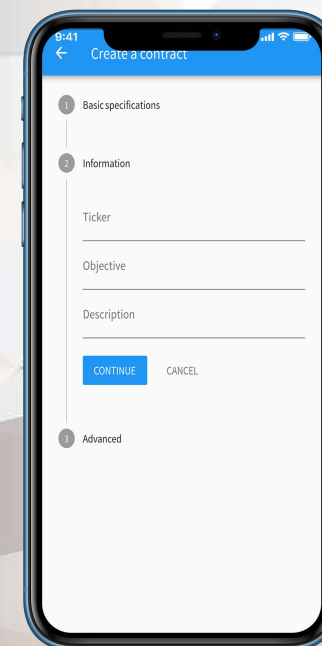 9:41
Create a contract
1 Basic specifications
2 Information
Ticker
Objective
Description
CONTINUE CANCEL
3 Advanced